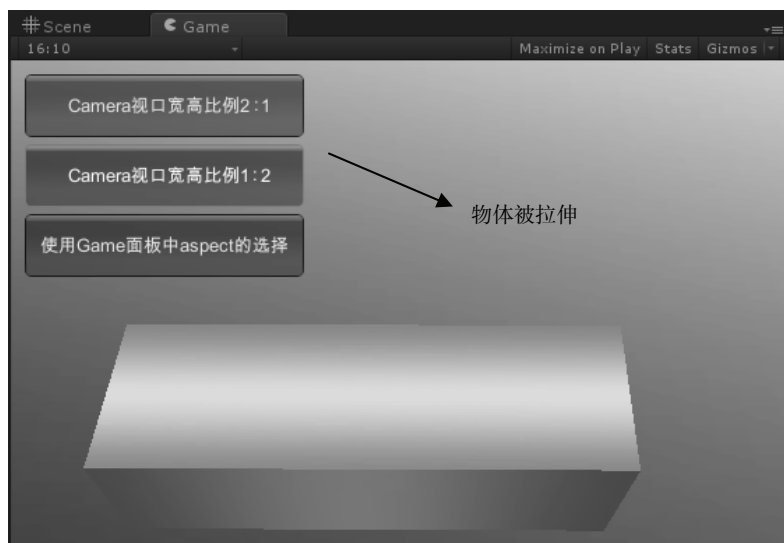 Scene
Game
16:10
Maximize on Play
Stats
Gizmos
Camera视口宽高比例2:1
Camera视口宽高比例1:2
物体被拉伸
使用Game面板中aspect的选择